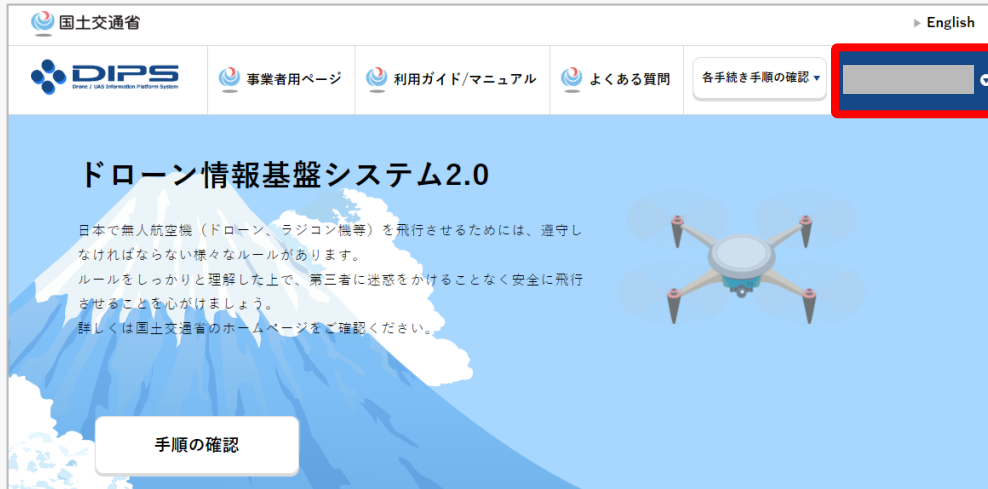 国土交通省
▶ English
DIPS
Drone / UAS Information Platform System
事業者用ページ
利用ガイド/マニュアル
よくある質問
各手続き手順の確認 ▾
ドローン情報基盤システム2.0
日本で無人航空機（ドローン、ラジコン機等）を飛行させるためには、遵守し
なければならない様々なルールがあります。
ルールをしっかりと理解した上で、第三者に迷惑をかけることなく安全に飛行
させることを心がけましょう。
詳しくは国土交通省のホームページをご確認ください。
手順の確認